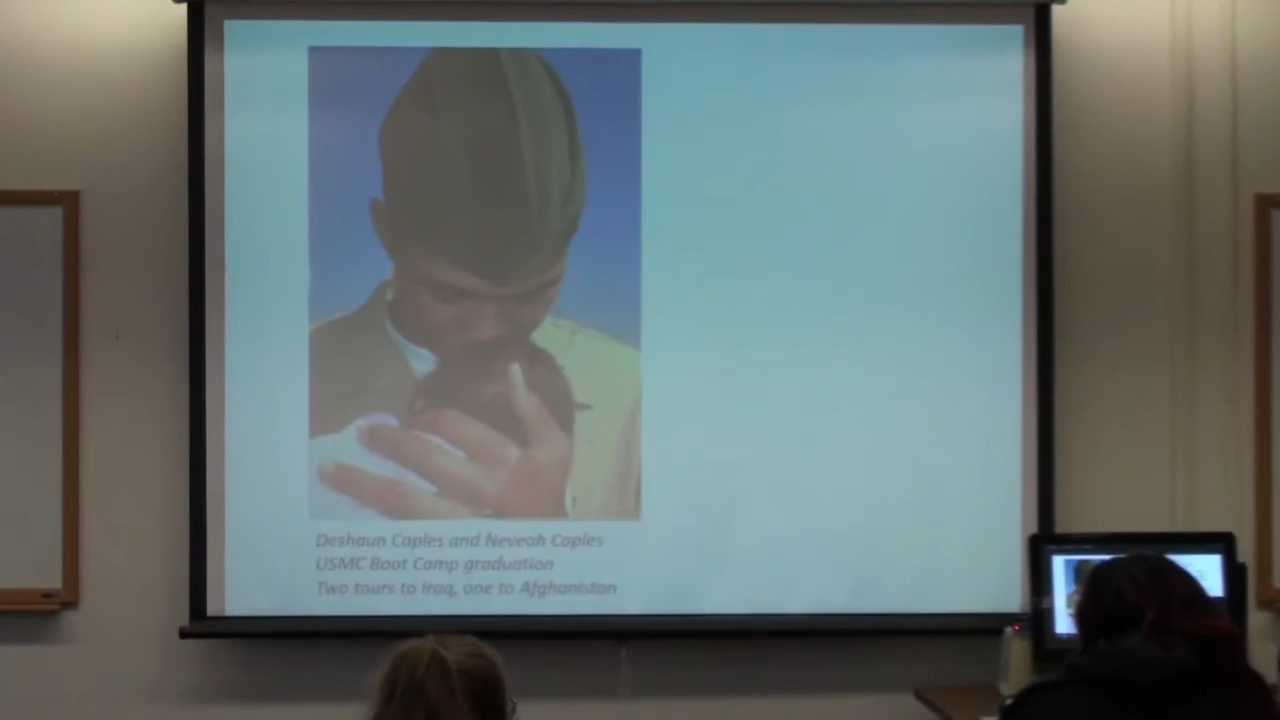 Deshaun Caples and Neveah Caples
USMC Boot Camp graduation
Two tours to Iraq, one to Afghanistan